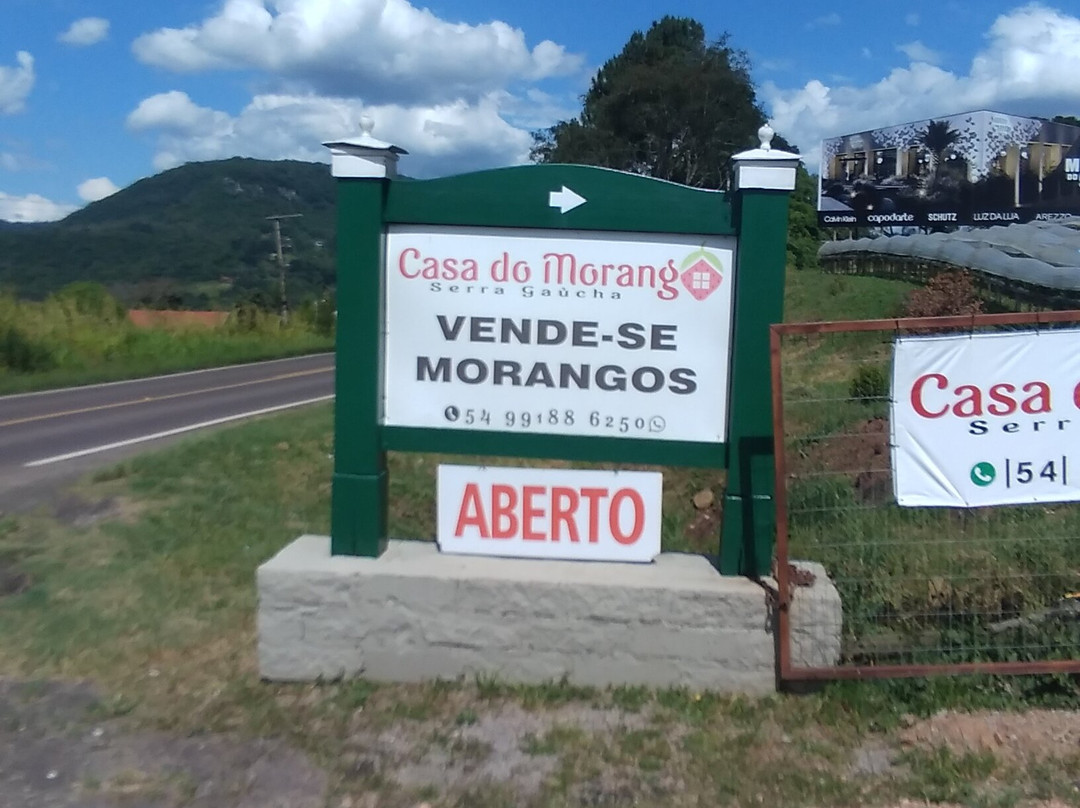 Casa do Morango
Serra Gaúcha
VENDE-SE
MORANGOS
54 99188 6250
ABERTO
Calvin Klein capodarte SCHUTZ LUZ DA LUA AREZZO
Casa
Serr
|54|